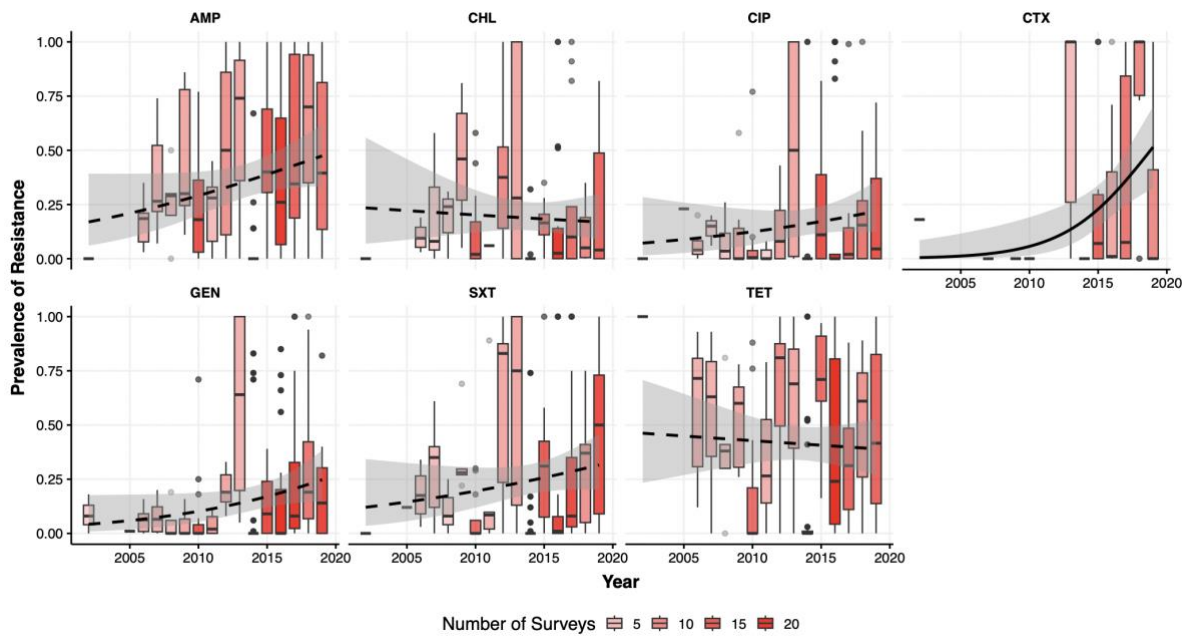 AMP CHL CIP CTX
1.00
0.75
0.50
0.25
0.00
2005 2010 2015 2020
GEN SXT TET
1.00
0.75
0.50
0.25
0.00
2005 2010 2015 2020 2005 2010 2015 2020 2005 2010 2015 2020
Prevalence of Resistance
Year
Number of Surveys 5 10 15 20